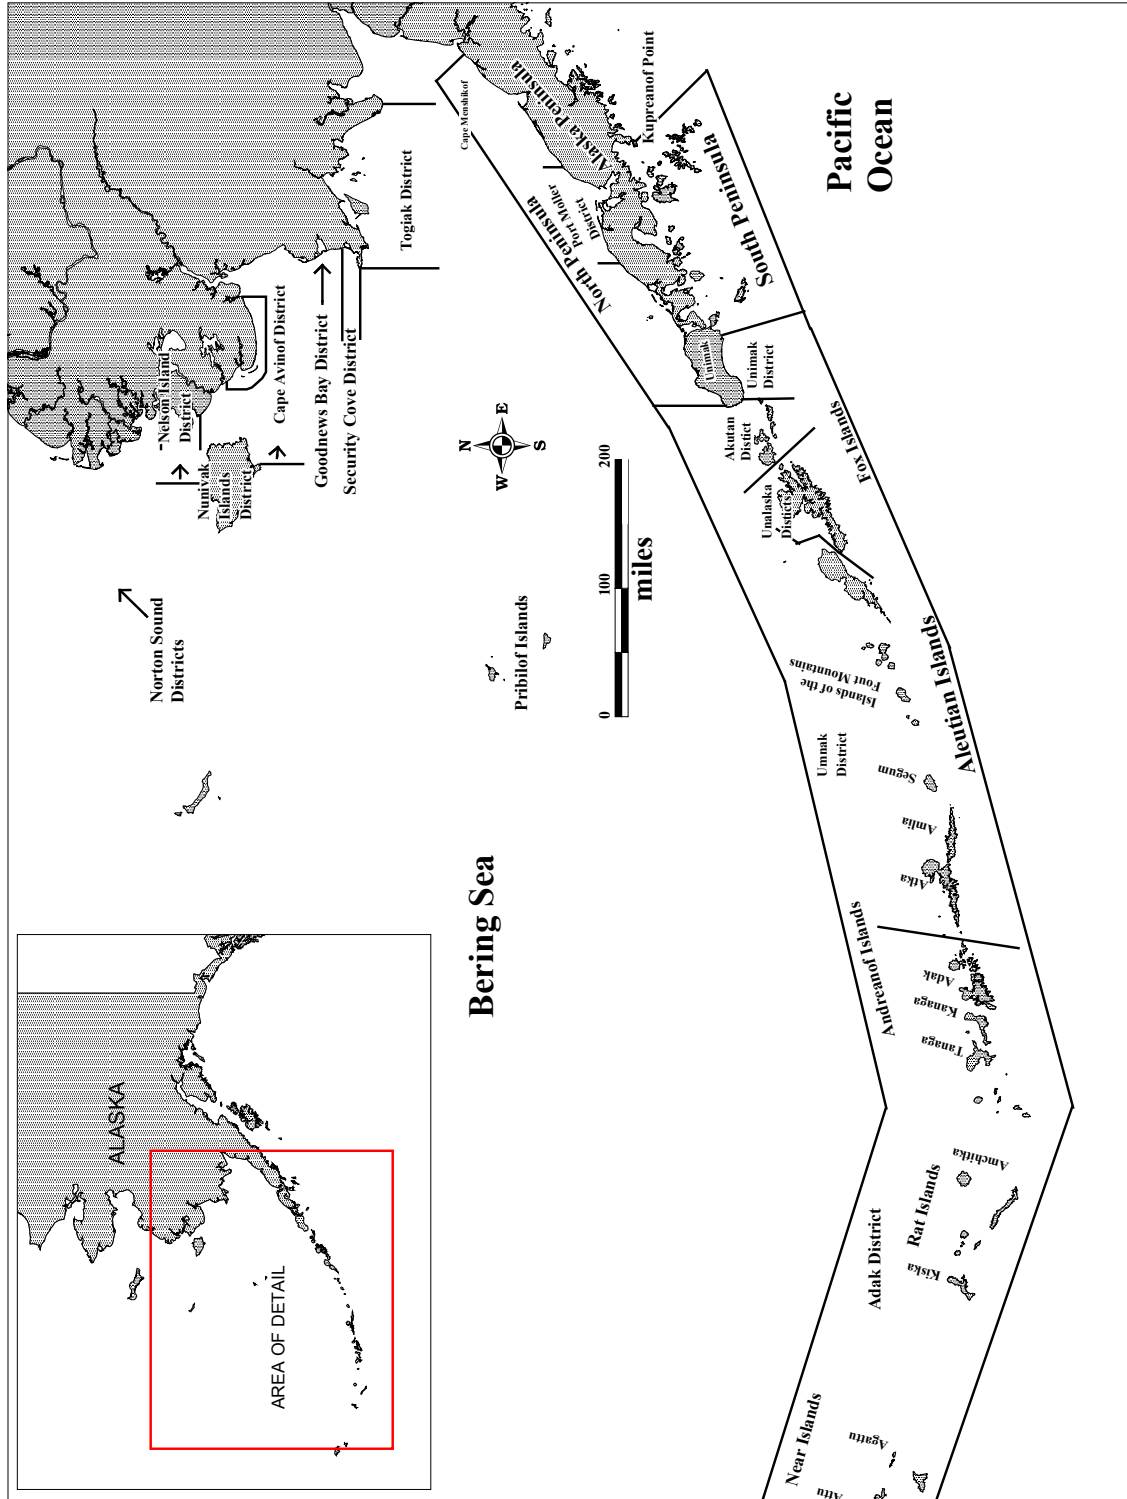 Norton Sound
Districts
Nunivak
Islands
District
Nelson Island
District
Cape Avinof District
Goodnews Bay District
Security Cove District
Togiak District
Cape Menshikof
Alaska Peninsula
Kupreanof Point
Port Moller
District
North Peninsula
South Peninsula
Pacific
Ocean
Unimak
Unimak
District
Akutan
Distict
Unalaska
Disticts
Fox Islands
N
E
S
W
0
100
200
miles
Pribilof Islands
Bering Sea
Islands of the
Fout Mountains
Umnak
District
Segum
Amlia
Atka
Aleutian Islands
Andreanof Islands
Adak
Kanaga
Tanaga
Amchitka
Rat Islands
Kiska
Adak District
Near Islands
Agattu
Attu
ALASKA
AREA OF DETAIL